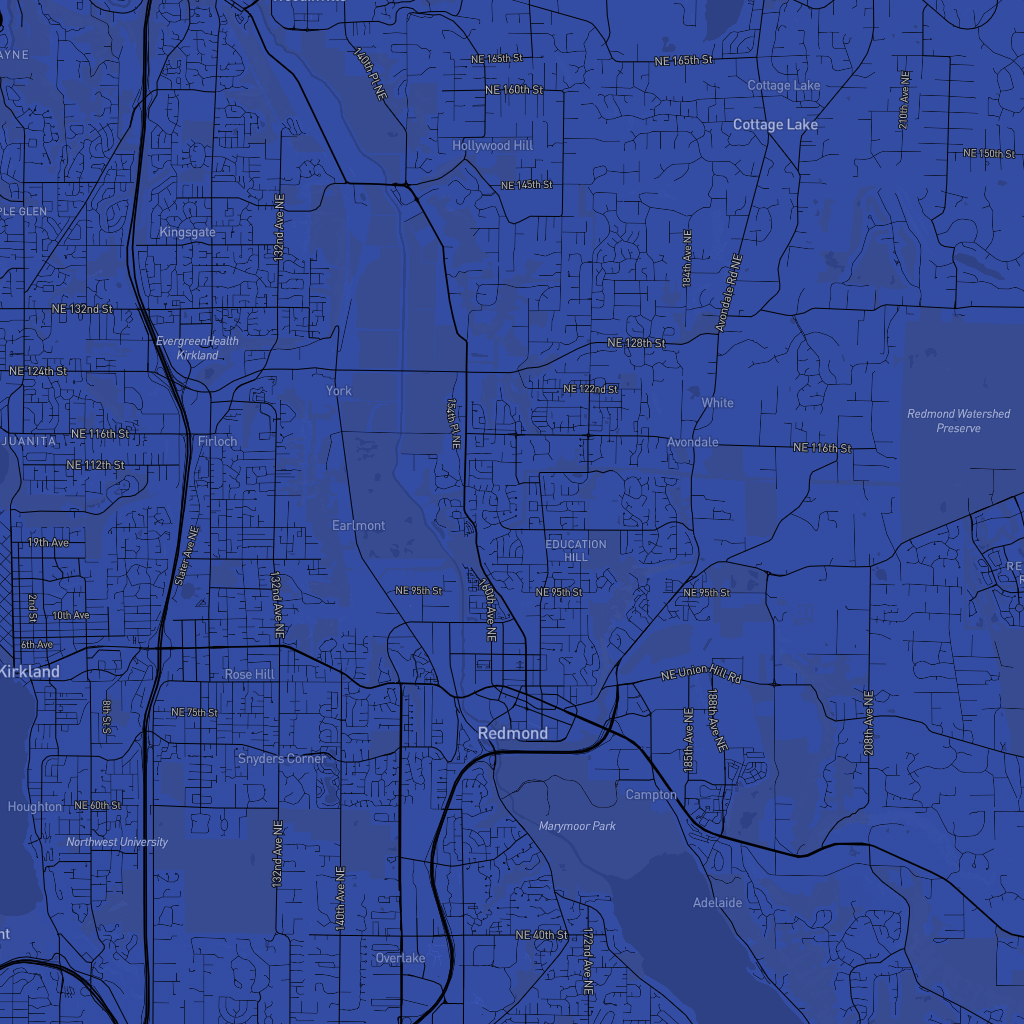 NE 165th St
NE 165th St
140th Pl NE
NE 160th St
Cottage Lake
210th Ave NE
Cottage Lake
Hollywood Hill
NE 150th St
NE 145th St
132nd Ave NE
Kingsgate
184th Ave NE
Avondale Rd NE
NE 132nd St
EvergreenHealth
Kirkland
NE 128th St
NE 124th St
York
NE 122nd St
White
154th Pl NE
Redmond Watershed
Preserve
JUANITA
NE 116th St
Firloch
Avondale
NE 116th St
NE 112th St
Earlmont
19th Ave
EDUCATION
HILL
Slater Ave NE
2nd St
132nd Ave NE
NE 95th St
160th Ave NE
NE 95th St
NE 95th St
10th Ave
6th Ave
Kirkland
Rose Hill
NE Union Hill Rd
8th St S
NE 75th St
Redmond
185th Ave NE
188th Ave NE
208th Ave NE
Snyders Corner
Houghton
NE 60th St
Campton
Northwest University
Marymoor Park
132nd Ave NE
140th Ave NE
Adelaide
NE 40th St
172nd Ave NE
Overlake